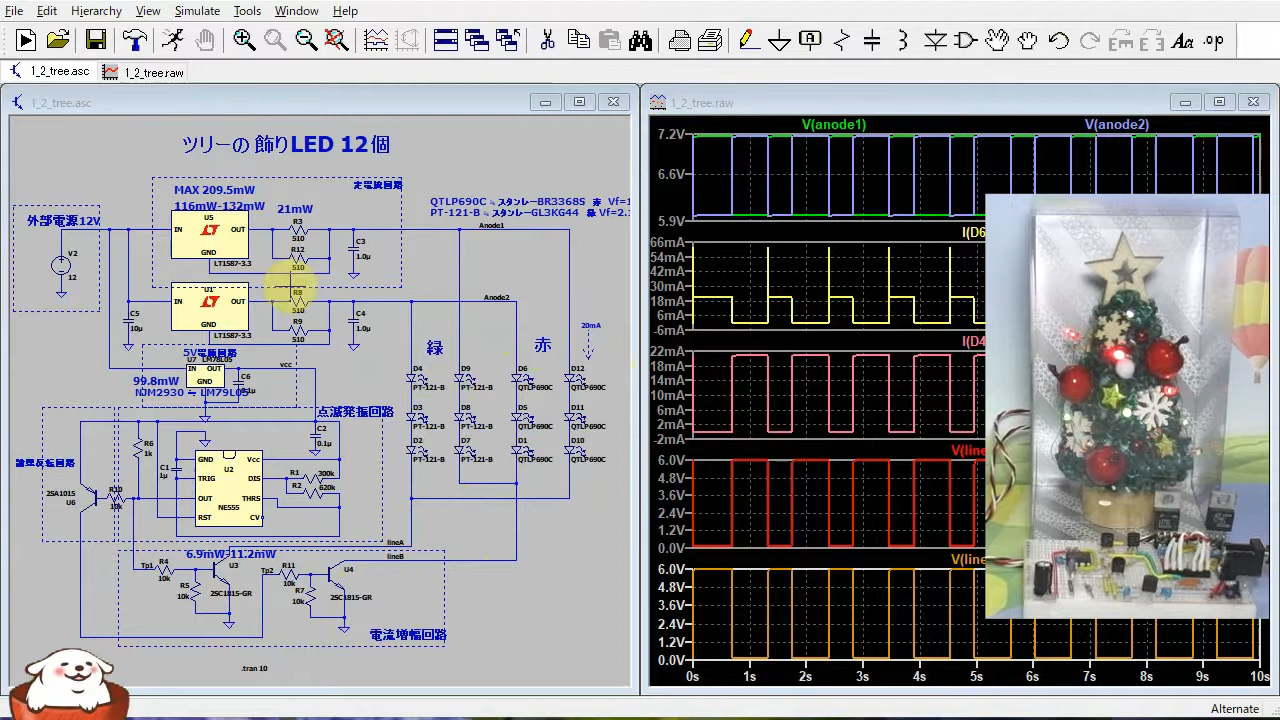 File Edit Hierarchy View Simulate Tools Window Help
1_2_tree.asc 1_2_tree.raw
1_2_tree.asc
ツリーの飾りLED 12個
MAX 209.5mW
定電流回路
116mW-132mW 21mW
QTLP690C ≒ スタンレーBR3368S 赤 Vf=1
PT-121-B ≒ スタンレーGL3KG44 緑 Vf=2.
外部電源12V
U5
IN OUT
GND
LT1587-3.3
R3
510
R12
510
C3
1.0µ
Anode1
V2
12
U1
IN OUT
GND
LT1587-3.3
R8
510
R9
510
C4
1.0µ
Anode2
C5
10µ
20mA
緑 赤
5V電源回路
U7 LM78L05
IN OUT
GND
vcc
C6
99.8mW
NJM2930 ≒ LM79L05
D4 D9 D6 D12
PT-121-B PT-121-B QTLP690C QTLP690C
D3 D8 D5 D11
PT-121-B PT-121-B QTLP690C QTLP690C
D2 D7 D1 D10
PT-121-B PT-121-B QTLP690C QTLP690C
点滅発振回路
C2
0.1µ
R6
1k
論理反転回路
C1
1µ
GND Vcc
U2
TRIG DIS
OUT THRS
NE555
RST CV
R1 300k
R2 620k
2SA1015
U6
R10
10k
lineA
lineB
6.9mW-11.2mW
Tp1 R4
10k
U3
R5
10k
2SC1815-GR
Tp2 R11
10k
U4
R7
10k
2SC1815-GR
電流増幅回路
.tran 10
1_2_tree.raw
V(anode1) V(anode2)
7.2V
6.6V
5.9V
I(D6
66mA
54mA
42mA
30mA
18mA
6mA
-6mA
I(D4
22mA
18mA
14mA
10mA
6mA
2mA
-2mA
V(line
6.0V
4.8V
3.6V
2.4V
1.2V
0.0V
V(line
6.0V
4.8V
3.6V
2.4V
1.2V
0.0V
0s 1s 2s 3s 4s 5s 6s 7s 8s 9s 10s
Alternate